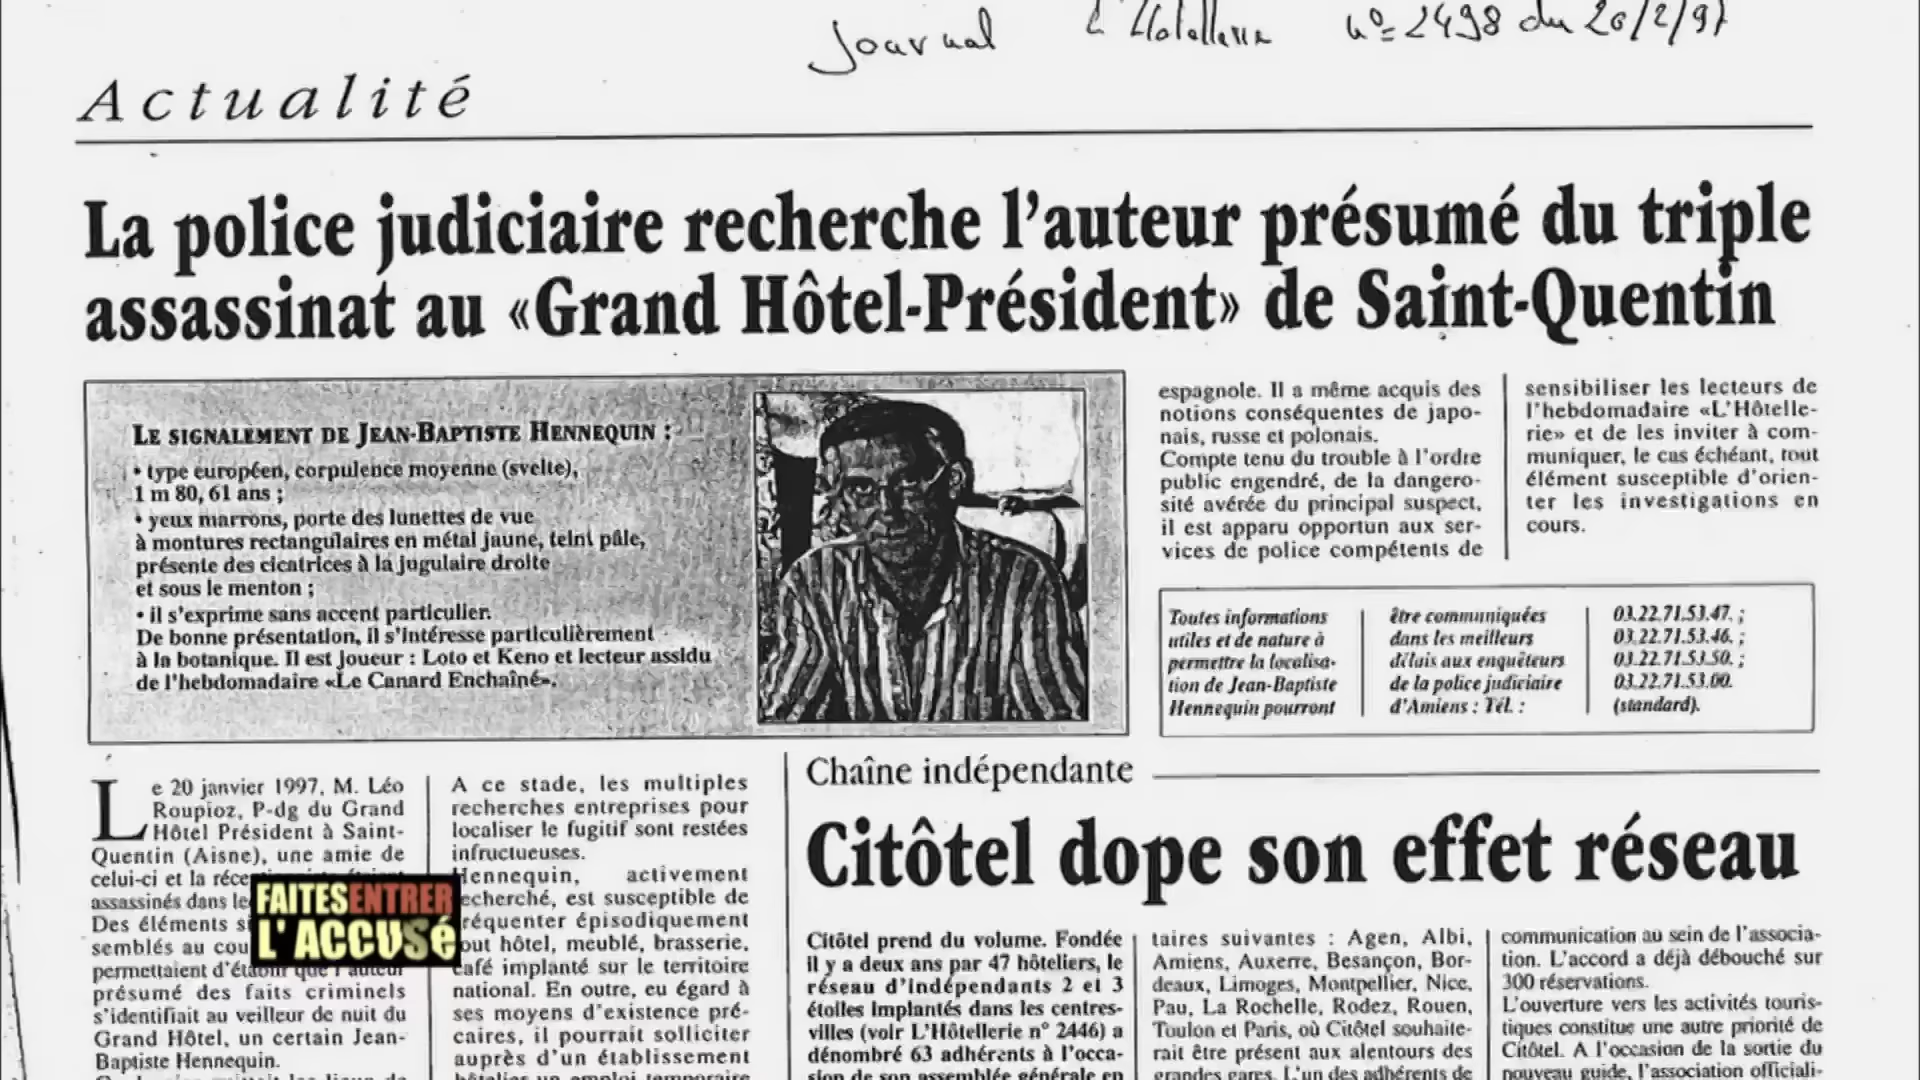 Journal L'Hôtellerie n° 2498 du 20/2/97
Actualité
La police judiciaire recherche l'auteur présumé du triple
assassinat au «Grand Hôtel-Président» de Saint-Quentin
LE SIGNALEMENT DE JEAN-BAPTISTE HENNEQUIN :
• type européen, corpulence moyenne (svelte),
1 m 80, 61 ans ;
• yeux marrons, porte des lunettes de vue
à montures rectangulaires en métal jaune, teint pâle,
présente des cicatrices à la jugulaire droite
et sous le menton ;
• il s'exprime sans accent particulier.
De bonne présentation, il s'intéresse particulièrement
à la botanique. Il est joueur : Loto et Keno et lecteur assidu
de l'hebdomadaire «Le Canard Enchaîné».
espagnole. Il a même acquis des
notions conséquentes de japo-
nais, russe et polonais.
Compte tenu du trouble à l'ordre
public engendré, de la dangero-
sité avérée du principal suspect,
il est apparu opportun aux ser-
vices de police compétents de
sensibiliser les lecteurs de
l'hebdomadaire «L'Hôtelle-
rie» et de les inviter à com-
muniquer, le cas échéant, tout
élément susceptible d'orien-
ter les investigations en
cours.
Toutes informations
utiles et de nature à
permettre la localisa-
tion de Jean-Baptiste
Hennequin pourront
être communiquées
dans les meilleurs
délais aux enquêteurs
de la police judiciaire
d'Amiens : Tél. :
03.22.71.53.47. ;
03.22.71.53.46. ;
03.22.71.53.50. ;
03.22.71.53.00.
(standard).
Le 20 janvier 1997, M. Léo
Roupioz, P-dg du Grand
Hôtel Président à Saint-
Quentin (Aisne), une amie de
celui-ci et la
assassinés dans
Des éléments
semblés au
permettaient d'établir que l'auteur
présumé des faits criminels
s'identifiait au veilleur de nuit du
Grand Hôtel, un certain Jean-
Baptiste Hennequin.
A ce stade, les multiples
recherches entreprises pour
localiser le fugitif sont restées
infructueuses.
Hennequin, activement
recherché, est susceptible de
fréquenter épisodiquement
tout hôtel, meublé, brasserie,
café implanté sur le territoire
national. En outre, eu égard à
ses moyens d'existence pré-
caires, il pourrait solliciter
auprès d'un établissement
hôtelier un emploi temporaire
FAITES ENTRER
L'ACCUSé
Chaîne indépendante
Citôtel dope son effet réseau
Citôtel prend du volume. Fondée
il y a deux ans par 47 hôteliers, le
réseau d'indépendants 2 et 3
étoiles implantés dans les centres-
villes (voir L'Hôtellerie n° 2446) a
dénombré 63 adhérents à l'occa-
sion de son assemblée générale en
taires suivantes : Agen, Albi,
Amiens, Auxerre, Besançon, Bor-
deaux, Limoges, Montpellier, Nice,
Pau, La Rochelle, Rodez, Rouen,
Toulon et Paris, où Citôtel souhaite-
rait être présent aux alentours des
grandes gares. L'un des adhérents de
communication au sein de l'associa-
tion. L'accord a déjà débouché sur
300 réservations.
L'ouverture vers les activités touris-
tiques constitue une autre priorité de
Citôtel. A l'occasion de la sortie du
nouveau guide, l'association officiali-